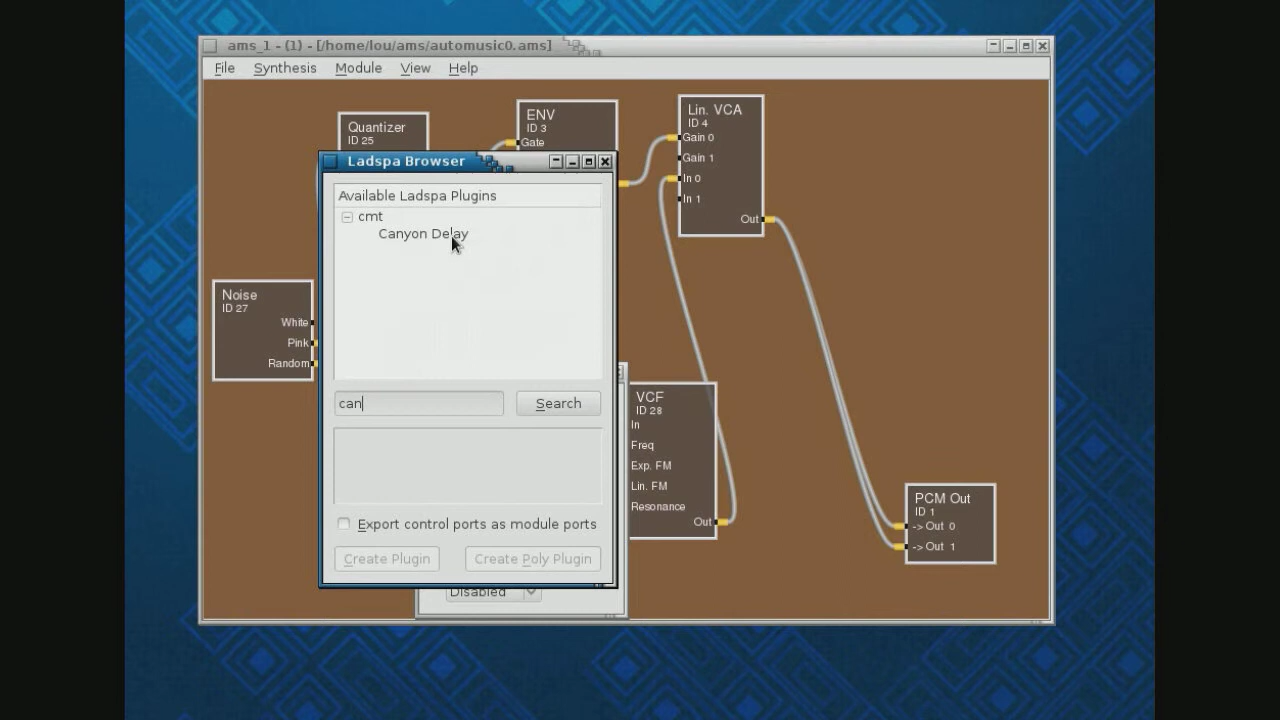 ams_1 - (1) - [/home/lou/ams/automusic0.ams]
File Synthesis Module View Help
Quantizer
ID 25
ENV
ID 3
Gate
Lin. VCA
ID 4
Gain 0
Gain 1
In 0
In 1
Out
Ladspa Browser
Available Ladspa Plugins
cmt
Canyon Delay
can
Search
Export control ports as module ports
Create Plugin
Create Poly Plugin
Noise
ID 27
White
Pink
Random
VCF
ID 28
In
Freq
Exp. FM
Lin. FM
Resonance
Out
PCM Out
ID 1
-> Out 0
-> Out 1
Disabled